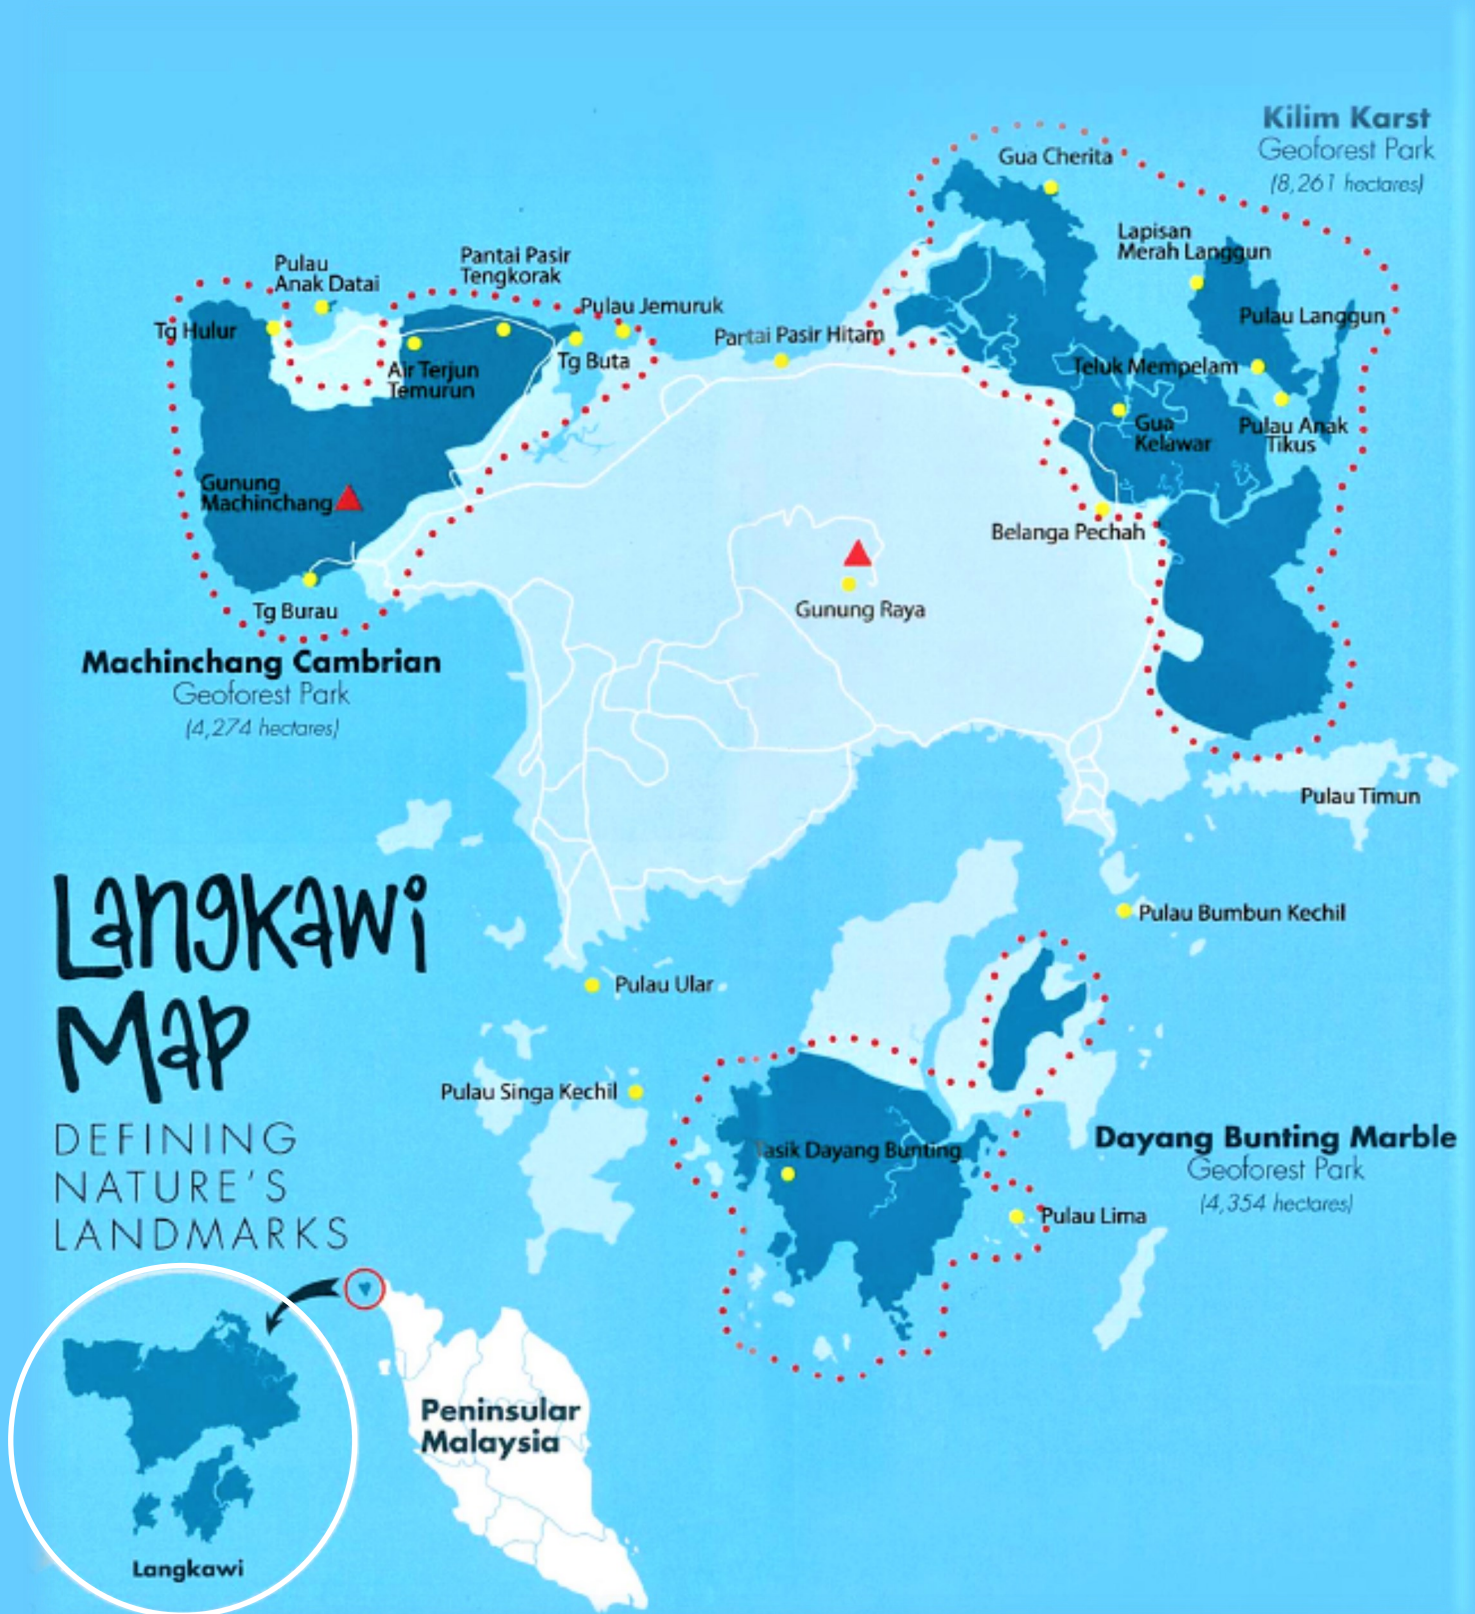 Kilim Karst
Geoforest Park
(8,261 hectares)
Gua Cherita
Lapisan
Merah Langgun
Pulau
Anak Datai
Pantai Pasir
Tengkorak
Pulau Jemuruk
Tg Hulur
Pulau Langgun
Partai Pasir Hitam
Tg Buta
Air Terjun
Temurun
Teluk Mempelam
Gua
Kelawar
Pulau Anak
Tikus
Gunung
Machinchang
Belanga Pechah
Tg Burau
Gunung Raya
Machinchang Cambrian
Geoforest Park
(4,274 hectares)
Pulau Timun
Langkawi
Map
Pulau Bumbun Kechil
Pulau Ular
Pulau Singa Kechil
DEFINING
NATURE'S
LANDMARKS
Tasik Dayang Bunting
Dayang Bunting Marble
Geoforest Park
(4,354 hectares)
Pulau Lima
Peninsular
Malaysia
Langkawi